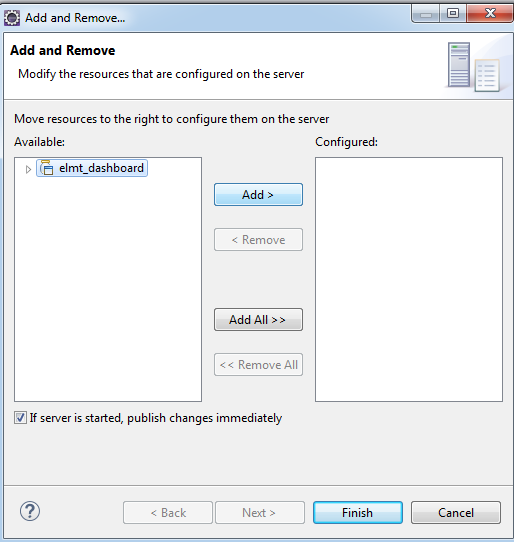 Add and Remove...
Add and Remove
Modify the resources that are configured on the server
Move resources to the right to configure them on the server
Available:
Configured:
elmt_dashboard
Add >
< Remove
Add All >>
<< Remove All
If server is started, publish changes immediately
?
< Back
Next >
Finish
Cancel